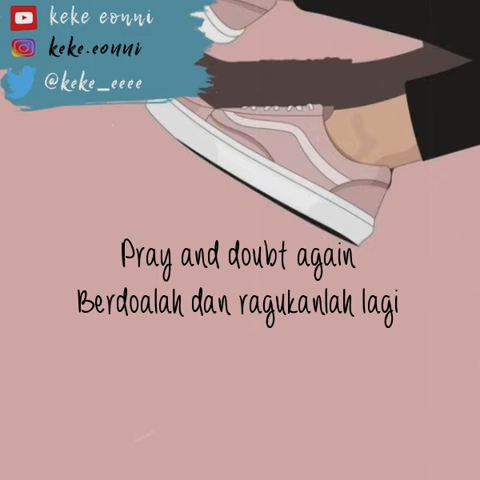 keke eonni
keke.eonni
@keke_eeee
Pray and doubt again
Berdoalah dan ragukanlah lagi